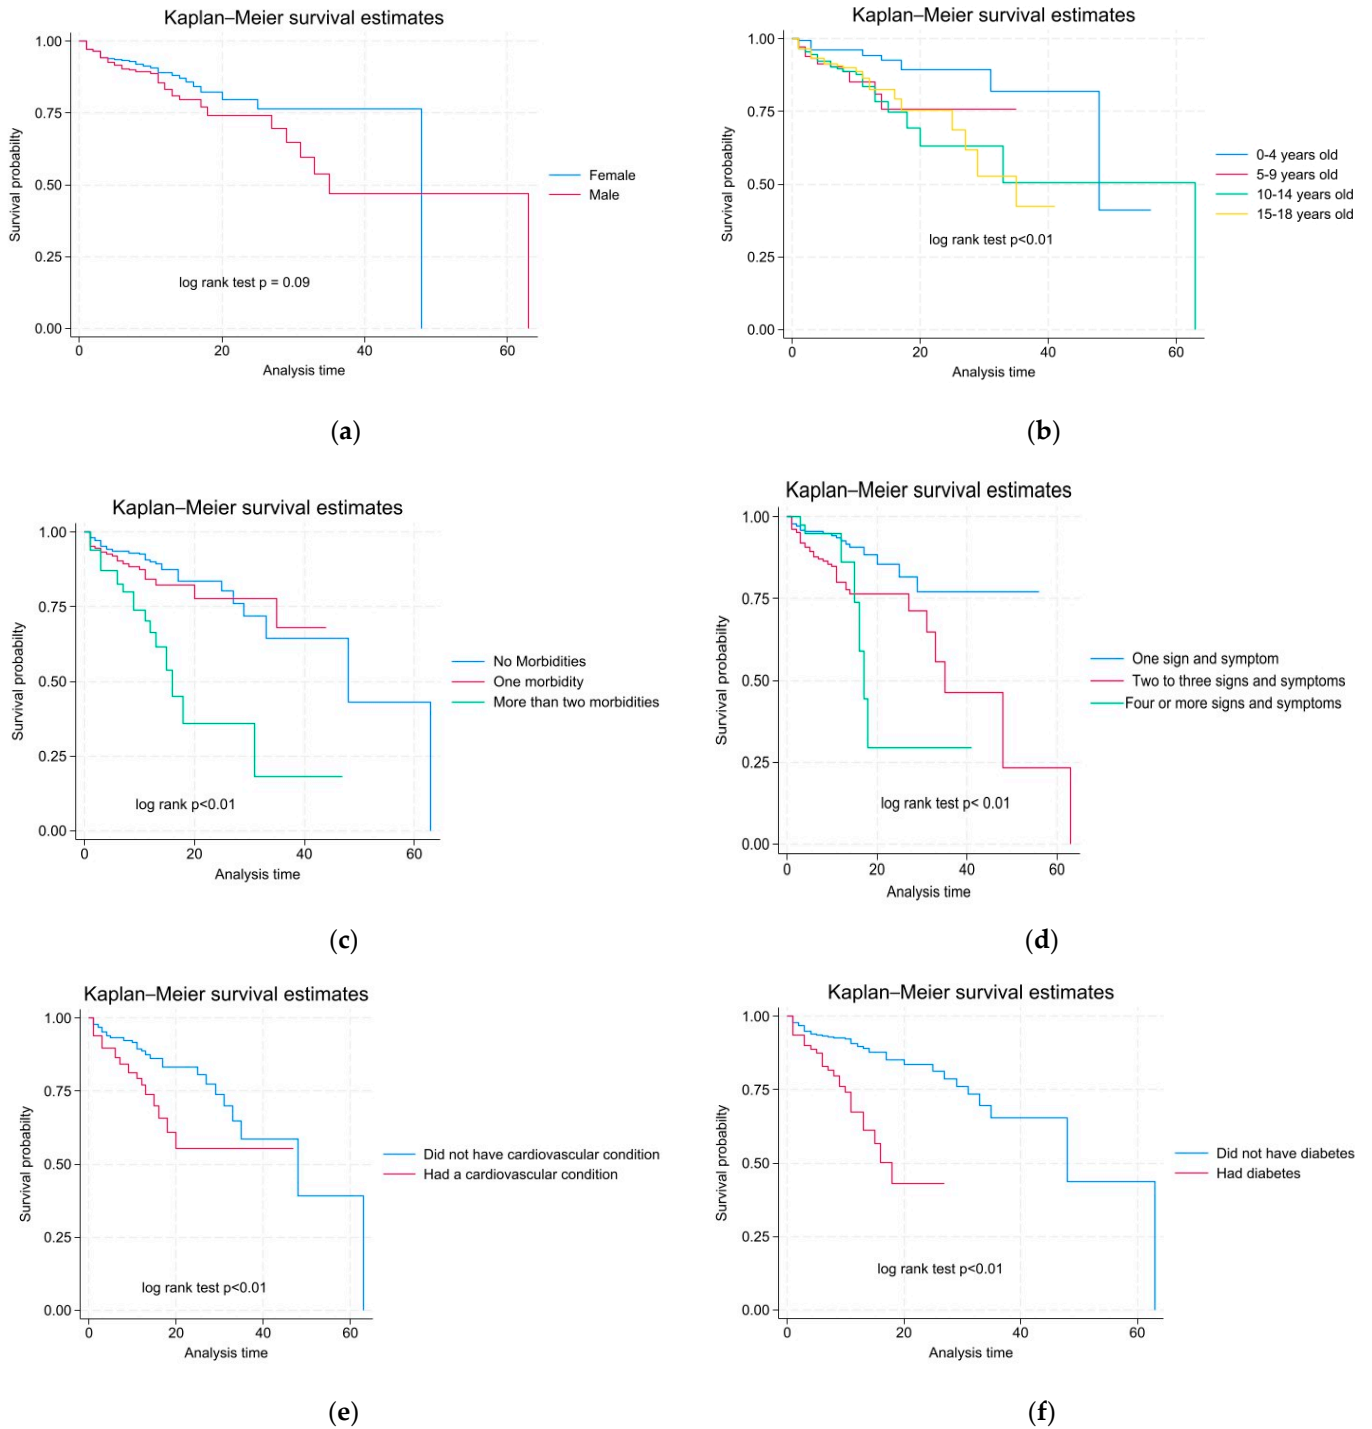 Kaplan–Meier survival estimates
1.00
0.75
0.50
0.25
0.00
Survival probabilty
0 20 40 60
Analysis time
log rank test p = 0.09
Female
Male
(a)
Kaplan–Meier survival estimates
1.00
0.75
0.50
0.25
0.00
Survival probabilty
0 20 40 60
Analysis time
log rank test p<0.01
0-4 years old
5-9 years old
10-14 years old
15-18 years old
(b)
Kaplan–Meier survival estimates
1.00
0.75
0.50
0.25
0.00
Survival probabilty
0 20 40 60
Analysis time
log rank p<0.01
No Morbidities
One morbidity
More than two morbidities
(c)
Kaplan–Meier survival estimates
1.00
0.75
0.50
0.25
0.00
Survival probabilty
0 20 40 60
Analysis time
log rank test p< 0.01
One sign and symptom
Two to three signs and symptoms
Four or more signs and symptoms
(d)
Kaplan–Meier survival estimates
1.00
0.75
0.50
0.25
0.00
Survival probabilty
0 20 40 60
Analysis time
log rank test p<0.01
Did not have cardiovascular condition
Had a cardiovascular condition
(e)
Kaplan–Meier survival estimates
1.00
0.75
0.50
0.25
0.00
Survival probabilty
0 20 40 60
Analysis time
log rank test p<0.01
Did not have diabetes
Had diabetes
(f)